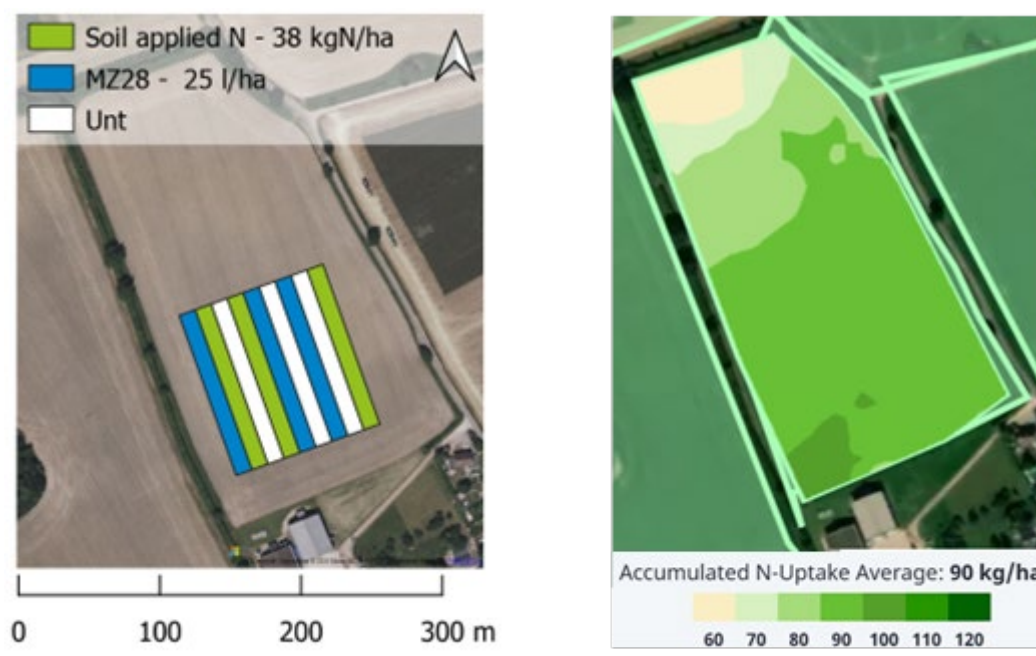 Soil applied N - 38 kgN/ha
MZ28 - 25 l/ha
Unt
0 100 200 300 m
Accumulated N-Uptake Average: 90 kg/ha
60 70 80 90 100 110 120